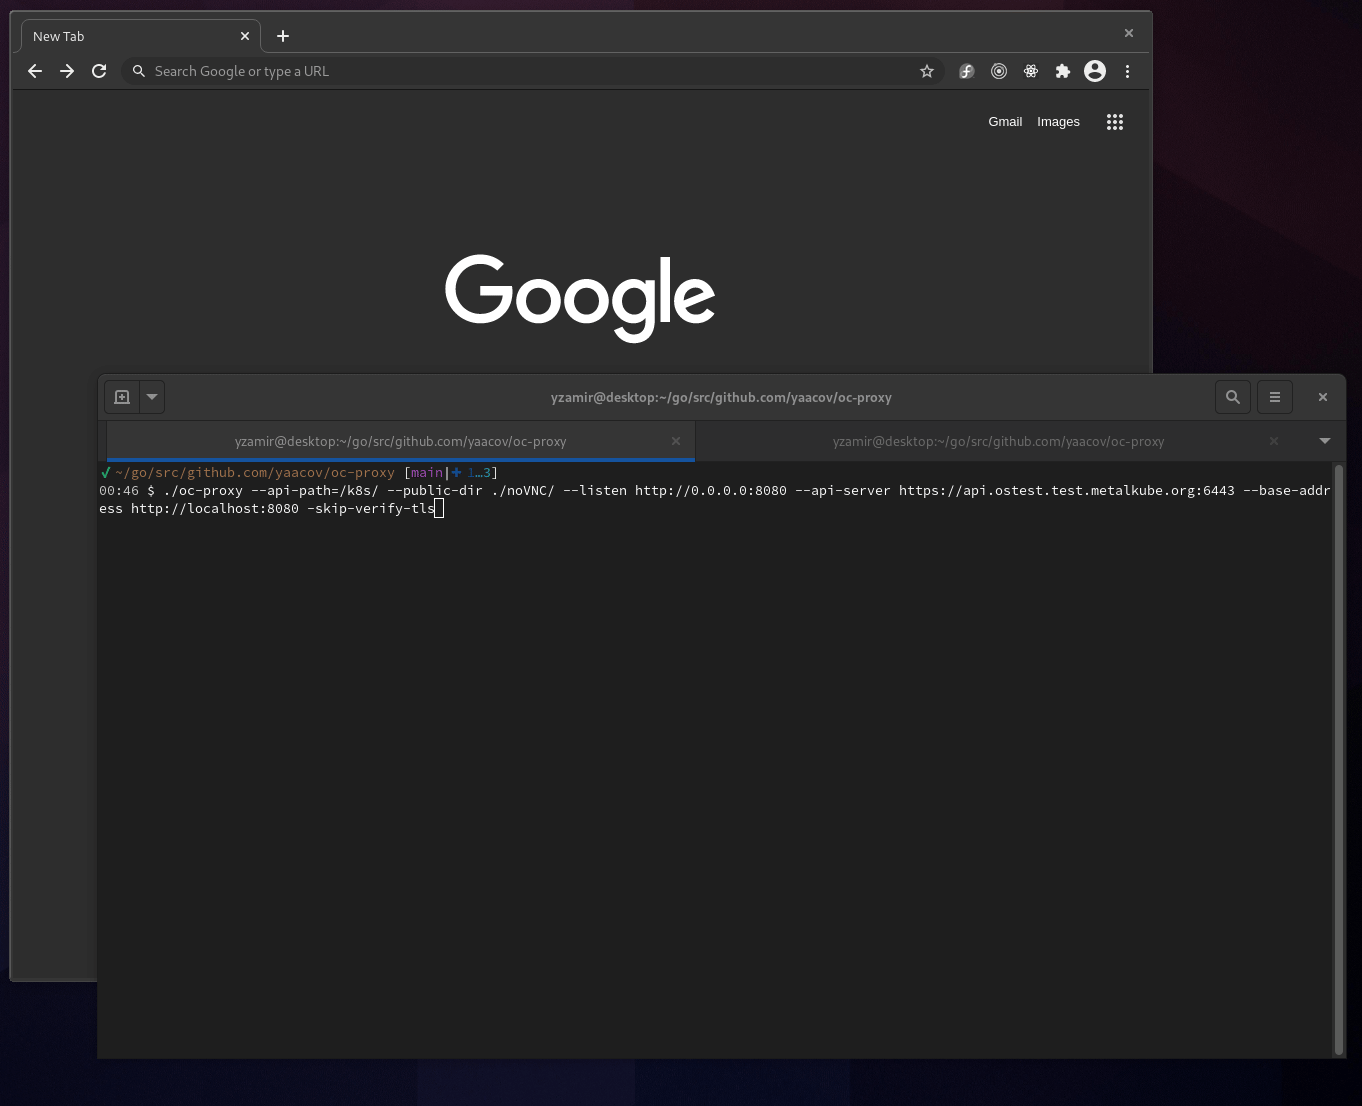 New Tab
Search Google or type a URL
Gmail Images
Google
yzamir@desktop:~/go/src/github.com/yaacov/oc-proxy
yzamir@desktop:~/go/src/github.com/yaacov/oc-proxy
yzamir@desktop:~/go/src/github.com/yaacov/oc-proxy
✔ ~/go/src/github.com/yaacov/oc-proxy [main|✚ 1…3]
00:46 $ ./oc-proxy --api-path=/k8s/ --public-dir ./noVNC/ --listen http://0.0.0.0:8080 --api-server https://api.ostest.test.metalkube.org:6443 --base-addr
ess http://localhost:8080 -skip-verify-tls